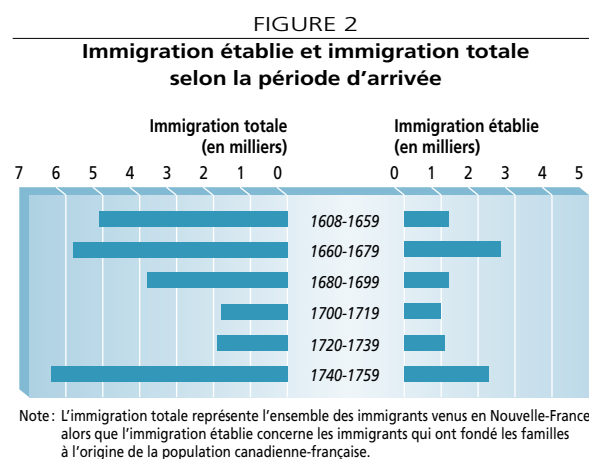 FIGURE 2
Immigration établie et immigration totale
selon la période d'arrivée
Immigration totale
(en milliers)
Immigration établie
(en milliers)
7 6 5 4 3 2 1 0
0 1 2 3 4 5
1608-1659
1660-1679
1680-1699
1700-1719
1720-1739
1740-1759
Note : L'immigration totale représente l'ensemble des immigrants venus en Nouvelle-France
alors que l'immigration établie concerne les immigrants qui ont fondé les familles
à l'origine de la population canadienne-française.